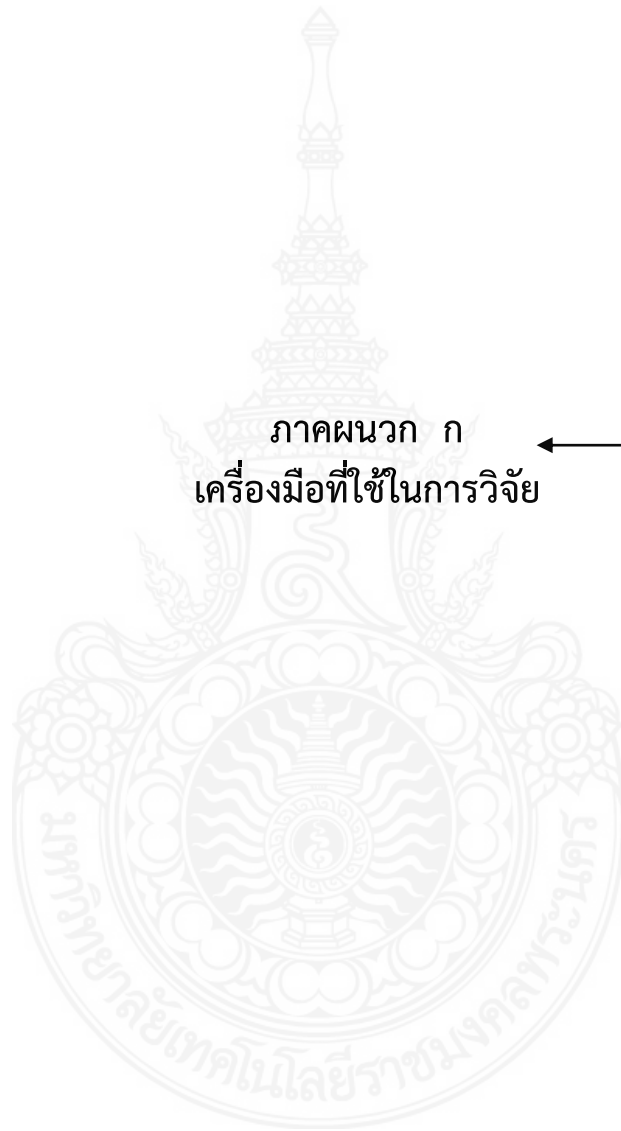 ภาคผนวก ก
เครื่องมือที่ใช้ในการวิจัย
มหาวิทยาลัยเทคโนโลยีราชมงคลพระนคร